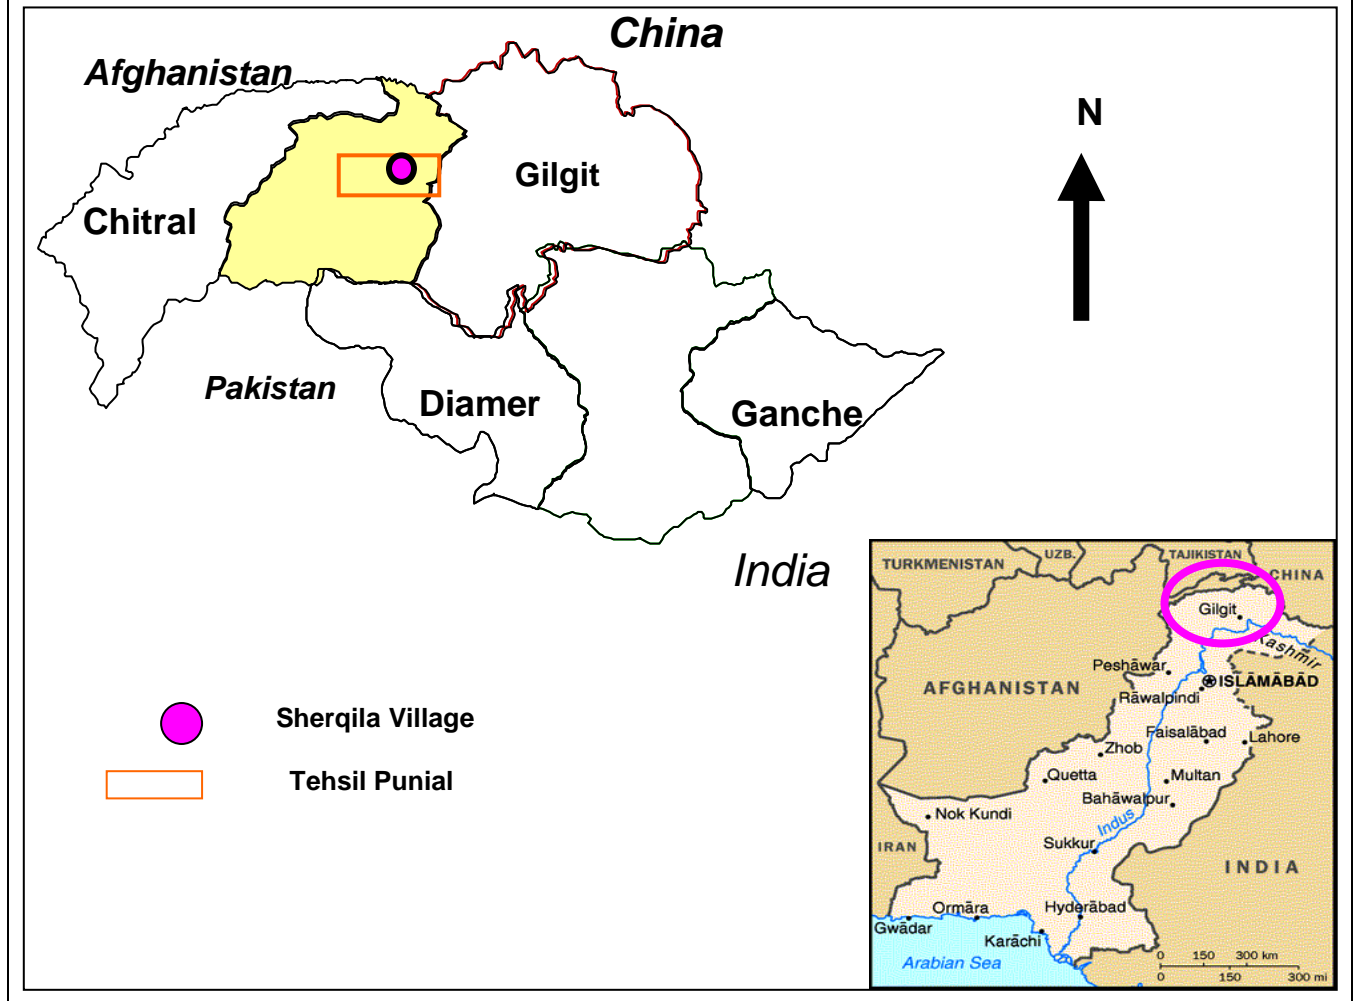 China
Afghanistan
N
Gilgit
Chitral
Pakistan
Diamer
Ganche
India
Sherqila Village
Tehsil Punial
TURKMENISTAN
UZB.
TAJIKISTAN
CHINA
Gilgit
Kashmir
Peshāwar
ISLĀMĀBĀD
AFGHANISTAN
Rāwalpindi
Faisalābad
Lahore
Zhob
Quetta
Multan
Bahāwalpur
Nok Kundi
Indus
Sukkur
IRAN
INDIA
Ormāra
Hyderābad
Gwādar
Karāchi
Arabian Sea
0 150 300 km
0 150 300 mi